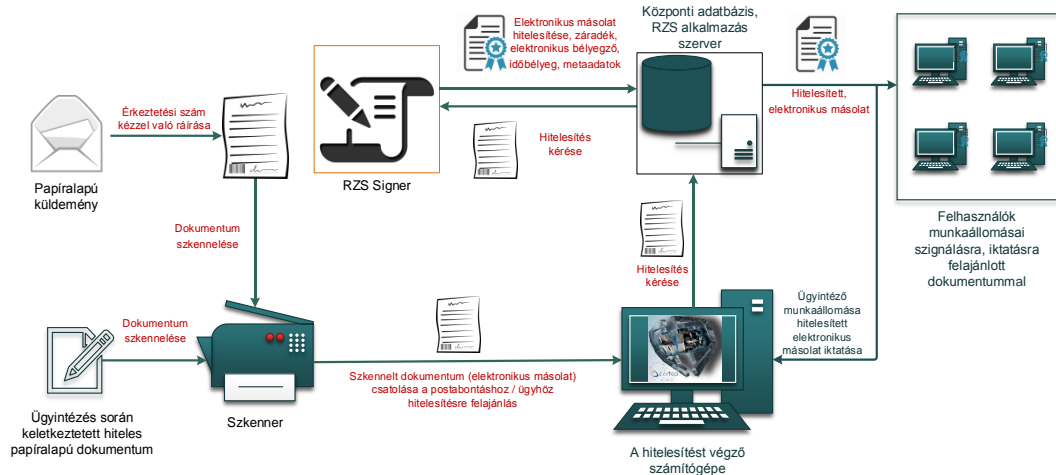 Elektronikus másolat
hitelesítése, záradék,
elektronikus bélyegző,
időbélyeg, metaadatok
Központi adatbázis,
RZS alkalmazás
szerver
Érkeztetési szám
kézzel való ráírása
Hitelesített,
elektronikus másolat
Hitelesítés
kérése
Papíralapú
küldemény
RZS Signer
Felhasználók
munkaállomásai
szignálásra, iktatásra
felajánlott
dokumentummal
Dokumentum
szkennelése
Hitelesítés
kérése
Ügyintéző
munkaállomása
hitelesített
elektronikus
másolat iktatása
Dokumentum
szkennelése
Szkennelt dokumentum (elektronikus másolat)
csatolása a postabontáshoz / ügyhöz
hitelesítésre felajánlás
Ügyintézés során
keletkeztetett hiteles
papíralapú dokumentum
Szkenner
A hitelesítést végző
számítógépe